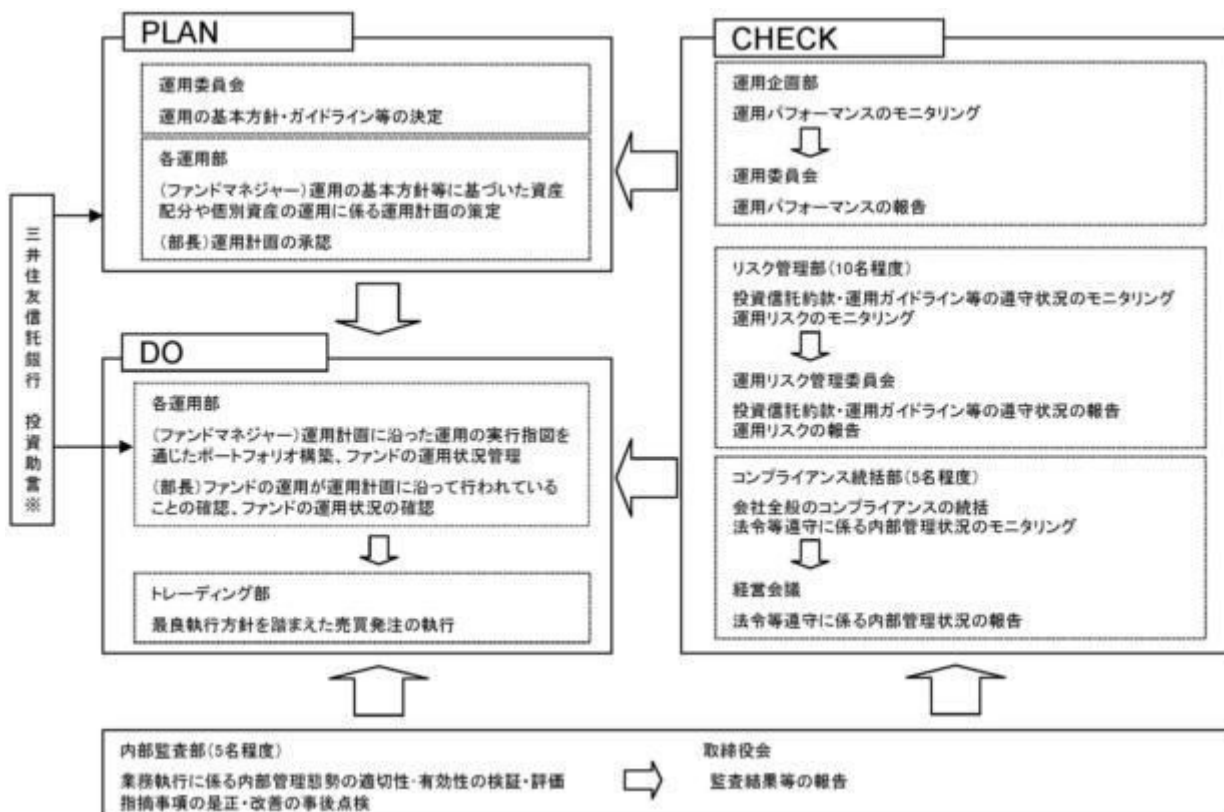 PLAN
運用委員会
運用の基本方針・ガイドライン等の決定
各運用部
(ファンドマネジャー)運用の基本方針等に基づいた資産
配分や個別資産の運用に係る運用計画の策定
(部長)運用計画の承認
三井住友信託銀行 投資助言※
DO
各運用部
(ファンドマネジャー)運用計画に沿った運用の実行指図を
通じたポートフォリオ構築、ファンドの運用状況管理
(部長)ファンドの運用が運用計画に沿って行われている
ことの確認、ファンドの運用状況の確認
トレーディング部
最良執行方針を踏まえた売買発注の執行
CHECK
運用企画部
運用パフォーマンスのモニタリング
運用委員会
運用パフォーマンスの報告
リスク管理部(10名程度)
投資信託約款・運用ガイドライン等の遵守状況のモニタリング
運用リスクのモニタリング
運用リスク管理委員会
投資信託約款・運用ガイドライン等の遵守状況の報告
運用リスクの報告
コンプライアンス統括部(5名程度)
会社全般のコンプライアンスの統括
法令等遵守に係る内部管理状況のモニタリング
経営会議
法令等遵守に係る内部管理状況の報告
内部監査部(5名程度)
業務執行に係る内部管理態勢の適切性・有効性の検証・評価
指摘事項の是正・改善の事後点検
取締役会
監査結果等の報告